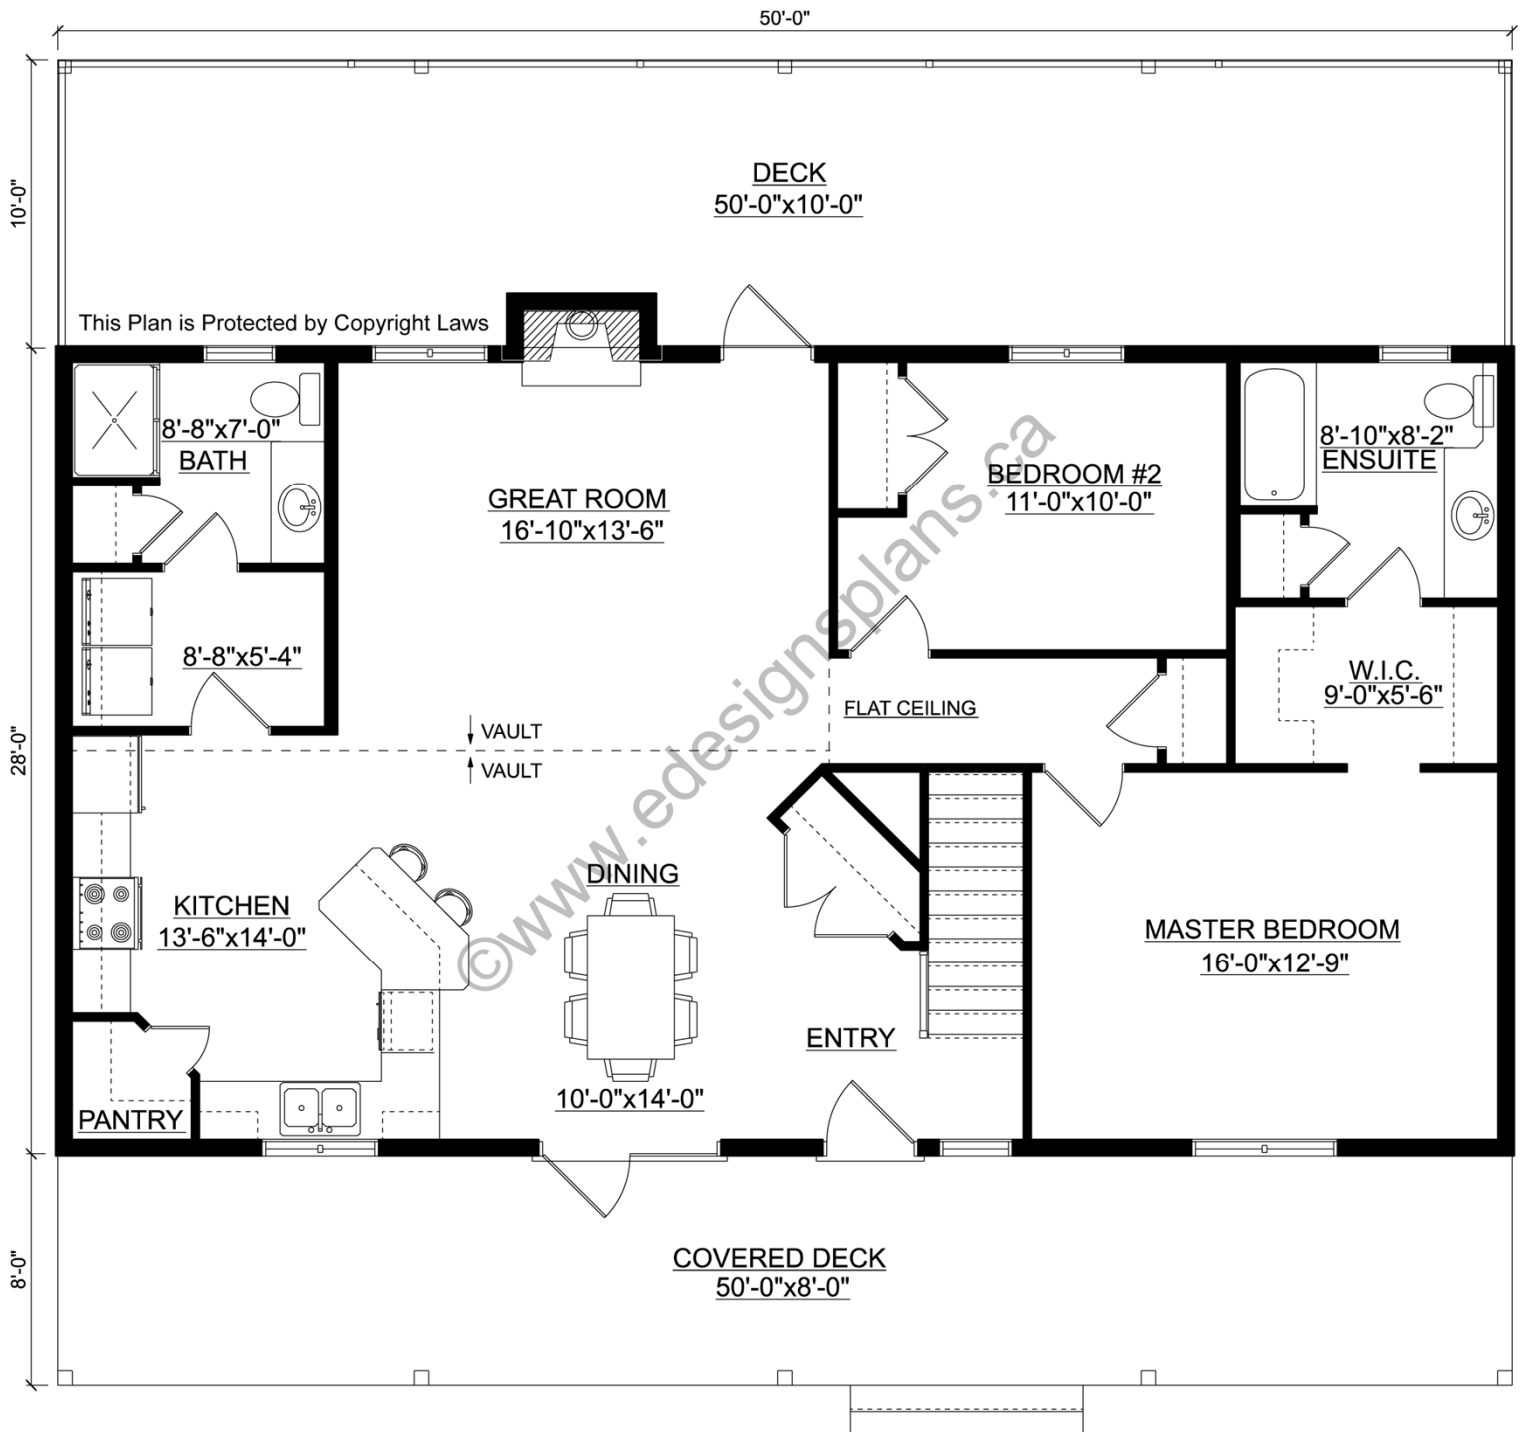 50'-0"
10'-0"
DECK
50'-0"x10'-0"
This Plan is Protected by Copyright Laws
8'-8"x7'-0"
BATH
GREAT ROOM
16'-10"x13'-6"
BEDROOM #2
11'-0"x10'-0"
8'-10"x8'-2"
ENSUITE
8'-8"x5'-4"
W.I.C.
9'-0"x5'-6"
FLAT CEILING
VAULT
VAULT
28'-0"
©www.edesignsplans.ca
KITCHEN
13'-6"x14'-0"
DINING
10'-0"x14'-0"
MASTER BEDROOM
16'-0"x12'-9"
ENTRY
PANTRY
8'-0"
COVERED DECK
50'-0"x8'-0"